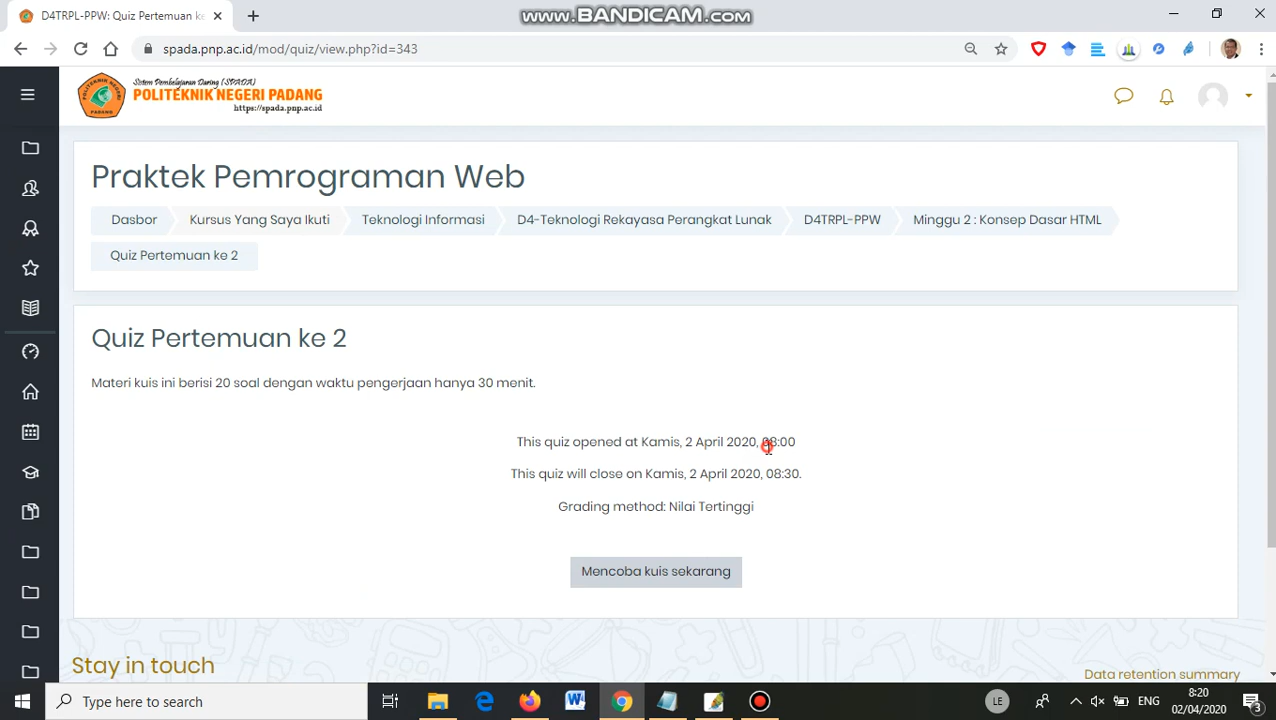 D4TRPL-PPW: Quiz Pertemuan ke
www.BANDICAM.com
spada.pnp.ac.id/mod/quiz/view.php?id=343
Sistem Pembelajaran Daring (SPADA)
POLITEKNIK NEGERI PADANG
https://spada.pnp.ac.id
Praktek Pemrograman Web
Dasbor Kursus Yang Saya Ikuti Teknologi Informasi D4-Teknologi Rekayasa Perangkat Lunak D4TRPL-PPW Minggu 2 : Konsep Dasar HTML
Quiz Pertemuan ke 2
Quiz Pertemuan ke 2
Materi kuis ini berisi 20 soal dengan waktu pengerjaan hanya 30 menit.
This quiz opened at Kamis, 2 April 2020, 08:00
This quiz will close on Kamis, 2 April 2020, 08:30.
Grading method: Nilai Tertinggi
Mencoba kuis sekarang
Stay in touch
Data retention summary
Type here to search
LE
ENG
8:20
02/04/2020
3